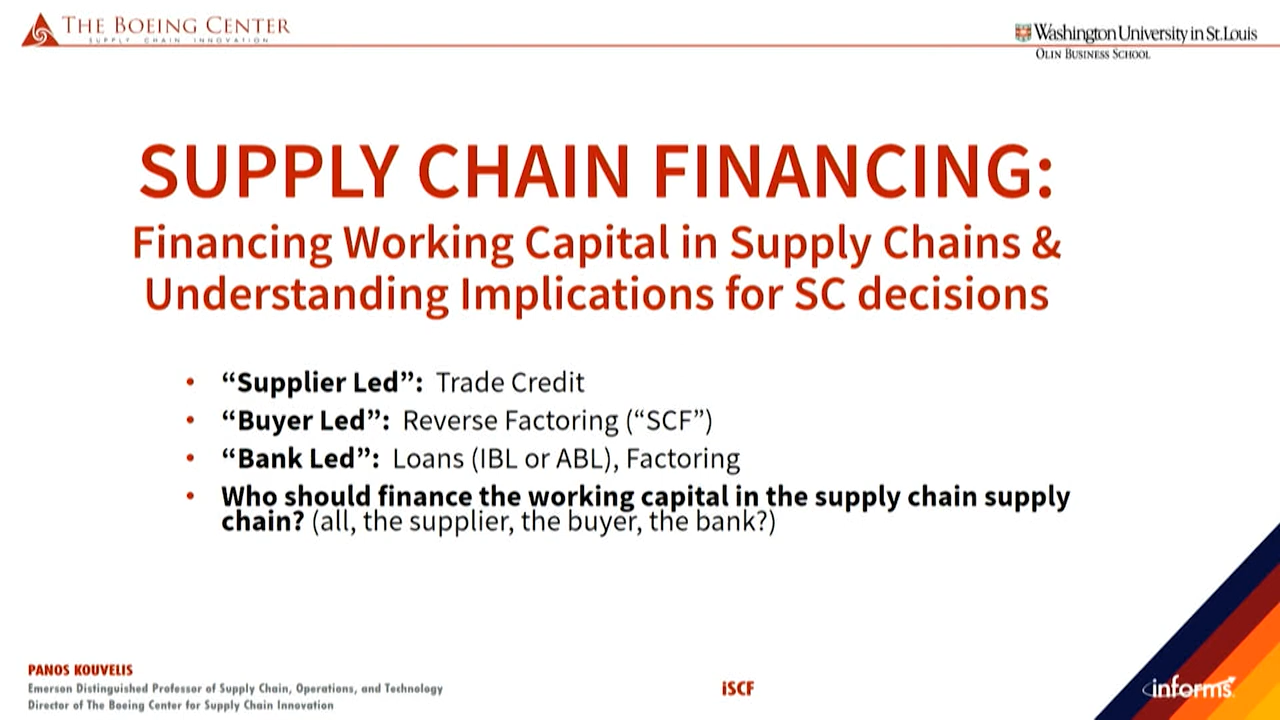 THE BOEING CENTER
SUPPLY CHAIN INNOVATION
Washington University in St. Louis
OLIN BUSINESS SCHOOL
SUPPLY CHAIN FINANCING:
Financing Working Capital in Supply Chains &
Understanding Implications for SC decisions
• “Supplier Led”: Trade Credit
• “Buyer Led”: Reverse Factoring (“SCF”)
• “Bank Led”: Loans (IBL or ABL), Factoring
• Who should finance the working capital in the supply chain supply
chain? (all, the supplier, the buyer, the bank?)
PANOS KOUVELIS
Emerson Distinguished Professor of Supply Chain, Operations, and Technology
Director of The Boeing Center for Supply Chain Innovation
iSCF
informs